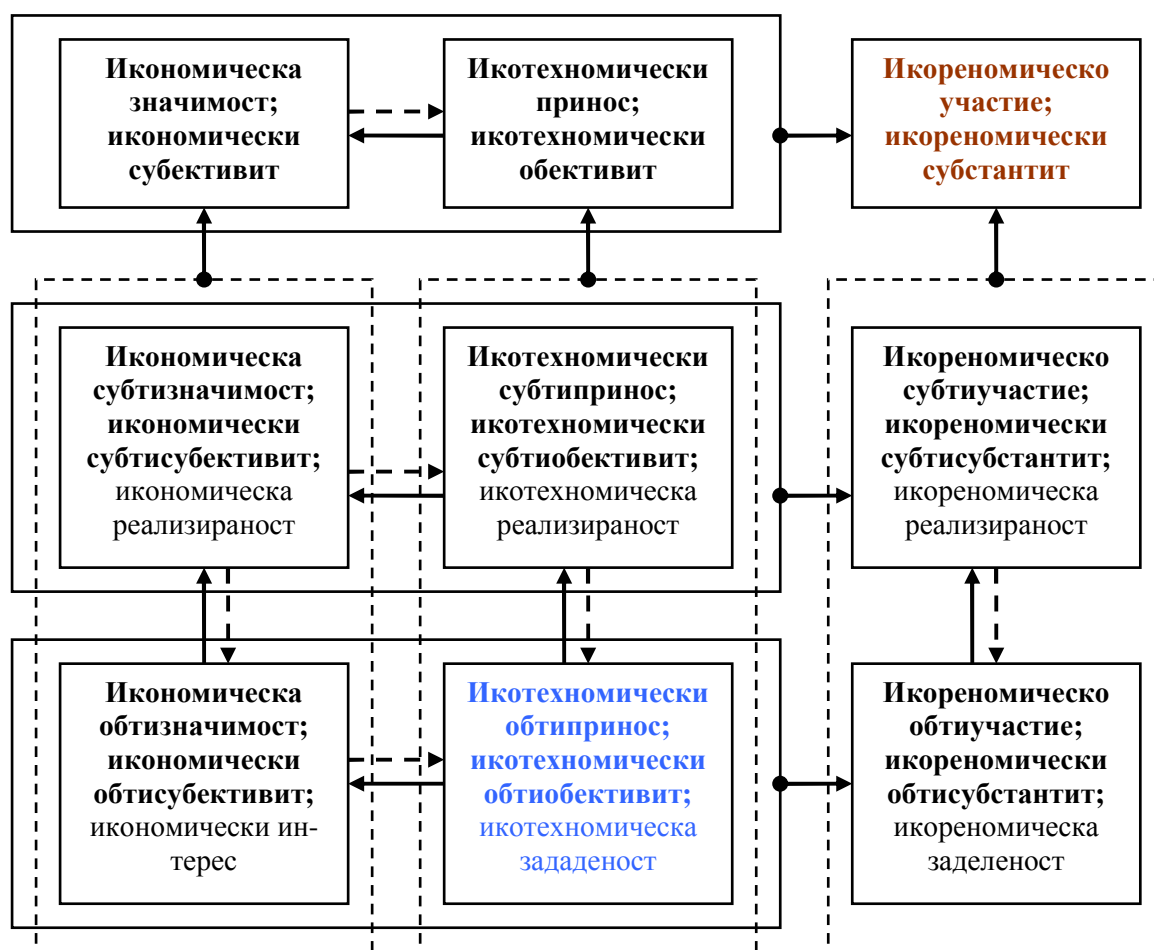 Икономическа
значимост;
икономически
субективит
Икотехномически
принос;
икотехномически
обективит
Икореномическо
участие;
икореномически
субстантит
Икономическа
субтизначимост;
икономически
субтисубективит;
икономическа
реализираност
Икотехномически
субтипринос;
икотехномически
субтиобективит;
икотехномическа
реализираност
Икореномическо
субтиучастие;
икореномически
субтисубстантит;
икореномическа
реализираност
Икономическа
обтизначимост;
икономически
обтисубективит;
икономически ин-
терес
Икотехномически
обтипринос;
икотехномически
обтиобективит;
икотехномическа
зададеност
Икореномическо
обтиучастие;
икореномически
обтисубстантит;
икореномическа
заделеност